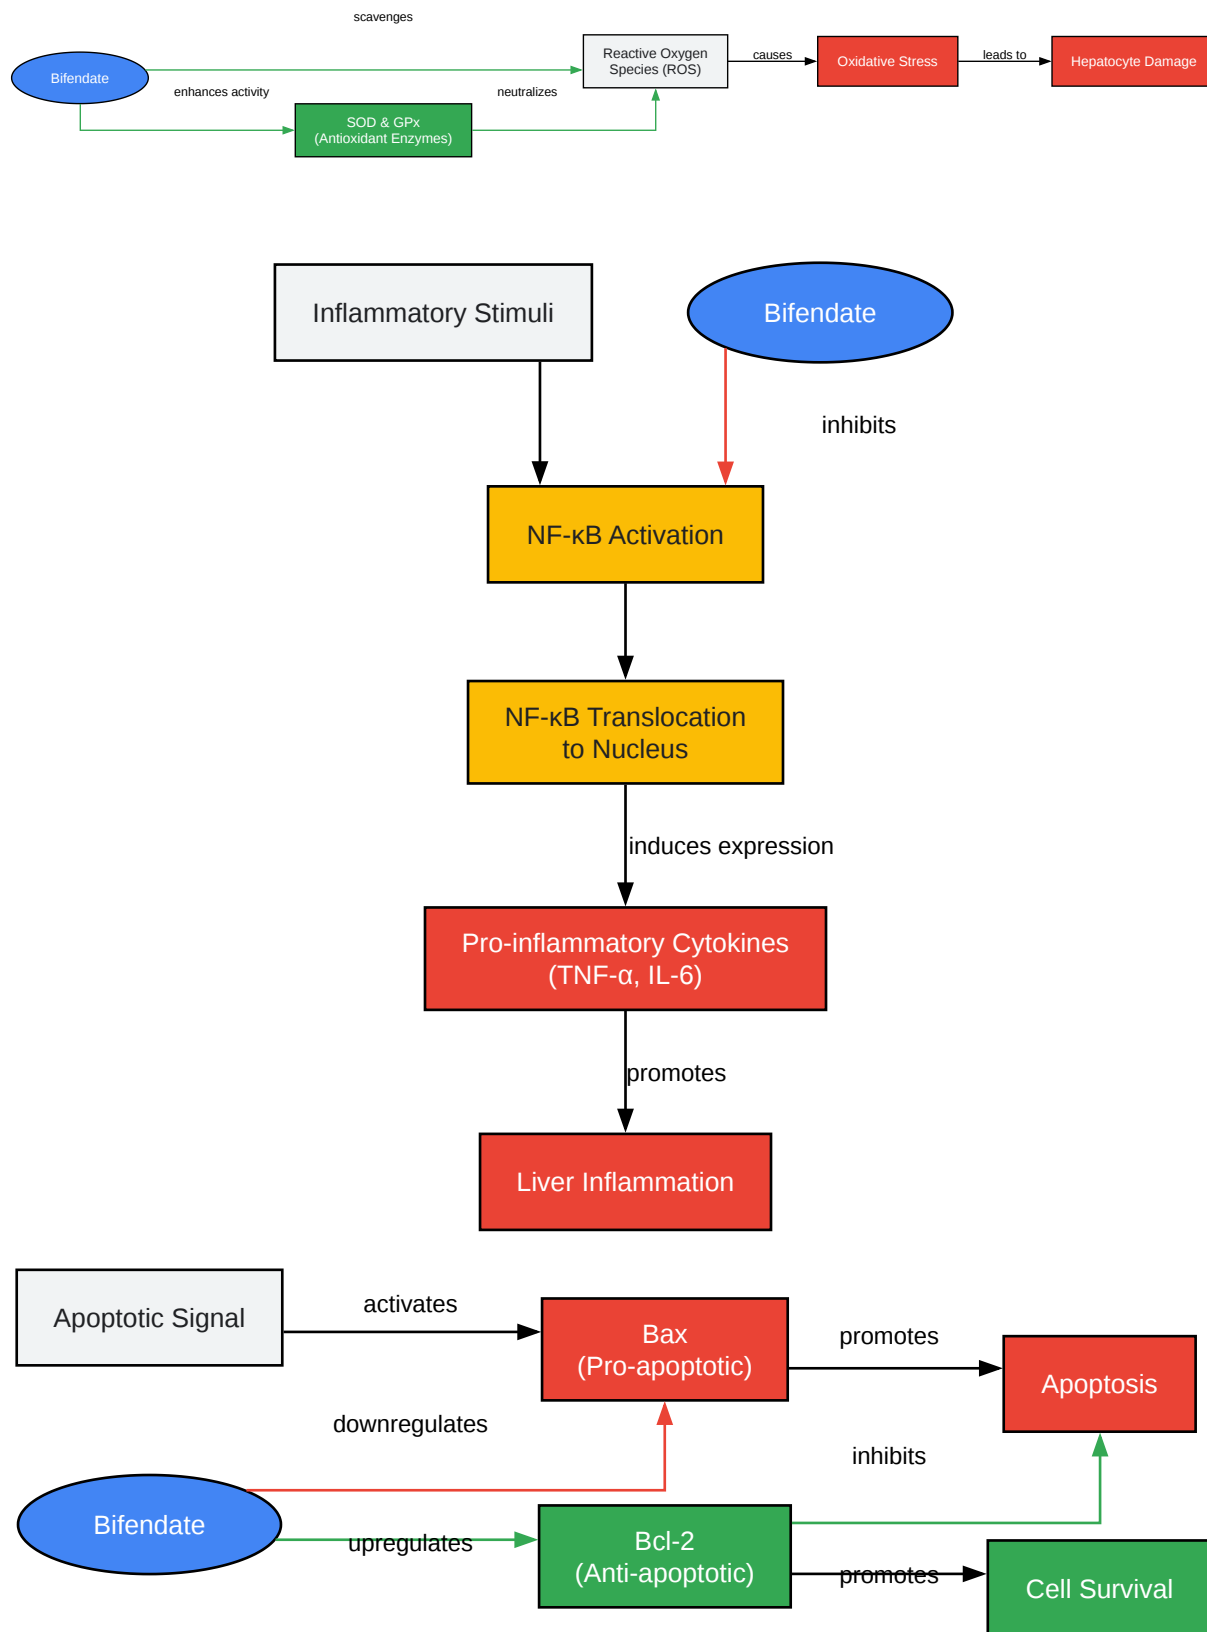 scavenges
Bifendate
Reactive Oxygen
Species (ROS)
causes
Oxidative Stress
leads to
Hepatocyte Damage
enhances activity
neutralizes
SOD & GPx
(Antioxidant Enzymes)
Inflammatory Stimuli
Bifendate
inhibits
NF-κB Activation
NF-κB Translocation
to Nucleus
induces expression
Pro-inflammatory Cytokines
(TNF-α, IL-6)
promotes
Liver Inflammation
Apoptotic Signal
activates
Bax
(Pro-apoptotic)
promotes
Apoptosis
downregulates
inhibits
Bifendate
upregulates
Bcl-2
(Anti-apoptotic)
promotes
Cell Survival